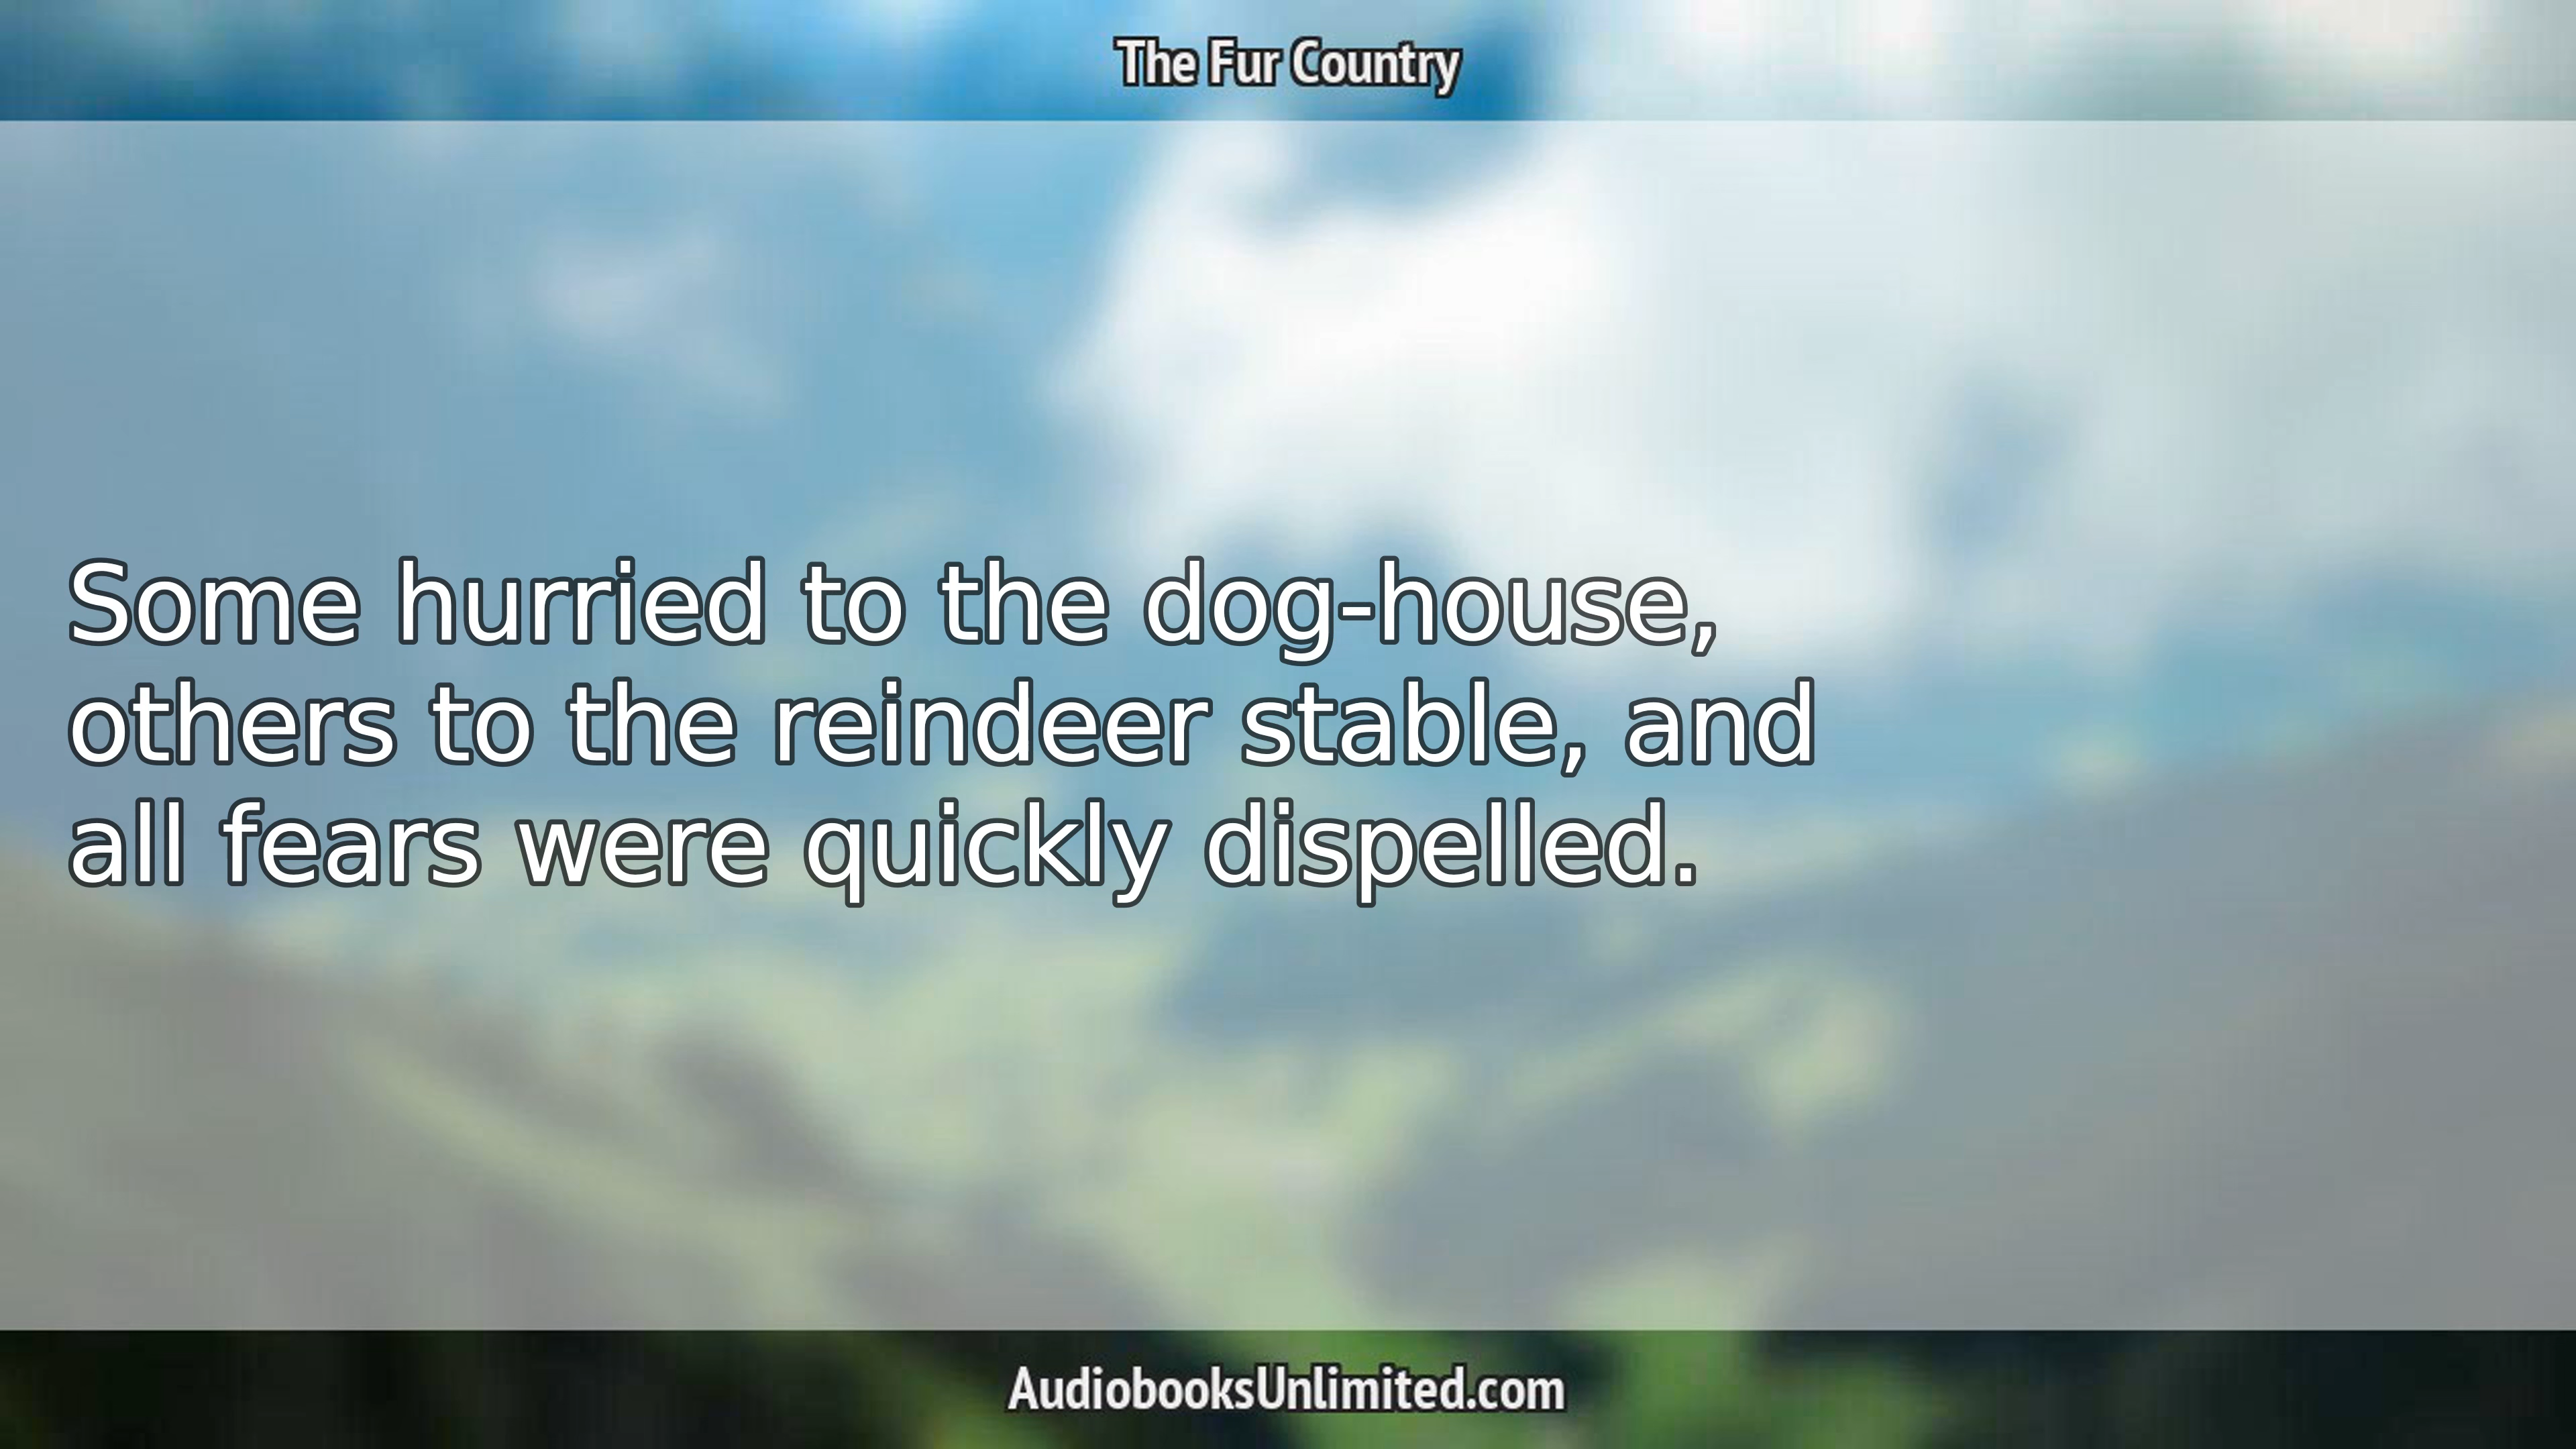 The Fur Country
Some hurried to the dog-house,
others to the reindeer stable, and
all fears were quickly dispelled.
AudiobooksUnlimited.com